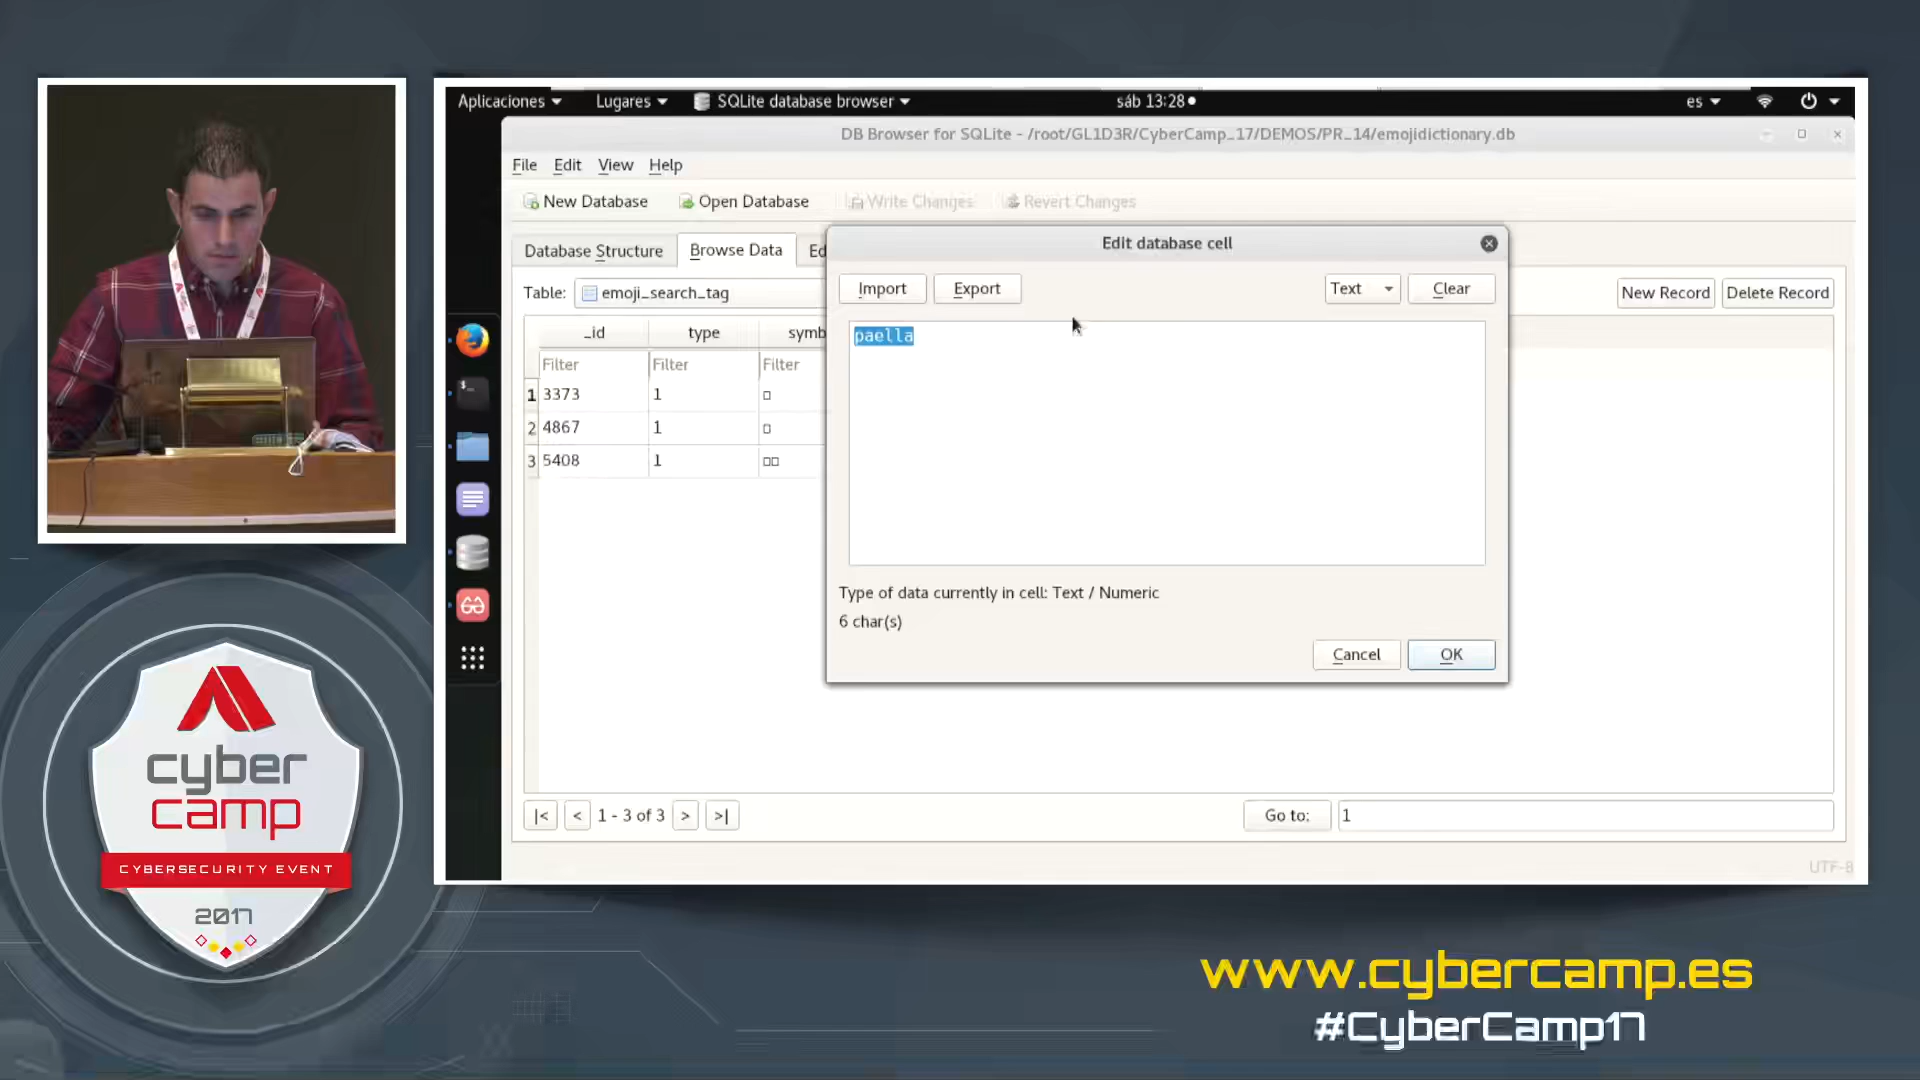 Aplicaciones
Lugares
SQLite database browser
sáb 13:28
es
DB Browser for SQLite - /root/GL1D3R/CyberCamp_17/DEMOS/PR_14/emojidictionary.db
File Edit View Help
New Database
Open Database
Write Changes
Revert Changes
Database Structure
Browse Data
Ed
Table: emoji_search_tag
New Record
Delete Record
_id type symb
Filter Filter Filter
1 3373 1
2 4867 1
3 5408 1
Edit database cell
Import
Export
Text
Clear
paella
Type of data currently in cell: Text / Numeric
6 char(s)
Cancel
OK
|< < 1 - 3 of 3 > >|
Go to: 1
UTF-8
cyber
camp
CYBERSECURITY EVENT
2017
www.cybercamp.es
#CyberCamp17